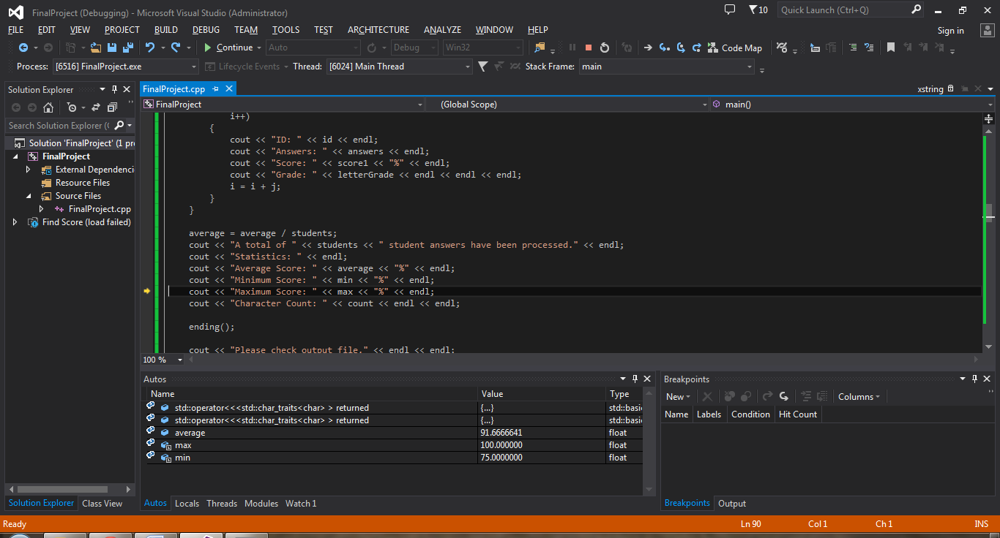 FinalProject (Debugging) - Microsoft Visual Studio (Administrator)
10
Quick Launch (Ctrl+Q)
FILE EDIT VIEW PROJECT BUILD DEBUG TEAM TOOLS TEST ARCHITECTURE ANALYZE WINDOW HELP
Sign in
Continue Auto Debug Win32 Code Map
Process: [6516] FinalProject.exe Lifecycle Events Thread: [6024] Main Thread Stack Frame: main
Solution Explorer
Search Solution Explorer (
Solution 'FinalProject' (1 pr
FinalProject
External Dependenci
Resource Files
Source Files
FinalProject.cpp
Find Score (load failed)
Solution Explorer Class View
FinalProject.cpp
xstring
FinalProject (Global Scope) main()
i++)
{
cout << "ID: " << id << endl;
cout << "Answers: " << answers << endl;
cout << "Score: " << score1 << "%" << endl;
cout << "Grade: " << letterGrade << endl << endl << endl;
i = i + j;
}
}
average = average / students;
cout << "A total of " << students << " student answers have been processed." << endl;
cout << "Statistics: " << endl;
cout << "Average Score: " << average << "%" << endl;
cout << "Minimum Score: " << min << "%" << endl;
cout << "Maximum Score: " << max << "%" << endl;
cout << "Character Count: " << count << endl << endl;
ending();
cout << "Please check output file." << endl << endl;
100 %
Autos
Name Value Type
std::operator<<<std::char_traits<char> > returned {...} std::basi
std::operator<<<std::char_traits<char> > returned {...} std::basi
average 91.6666641 float
max 100.000000 float
min 75.0000000 float
Autos Locals Threads Modules Watch 1
Breakpoints
New Columns
Name Labels Condition Hit Count
Breakpoints Output
Ready
Ln 90 Col 1 Ch 1 INS